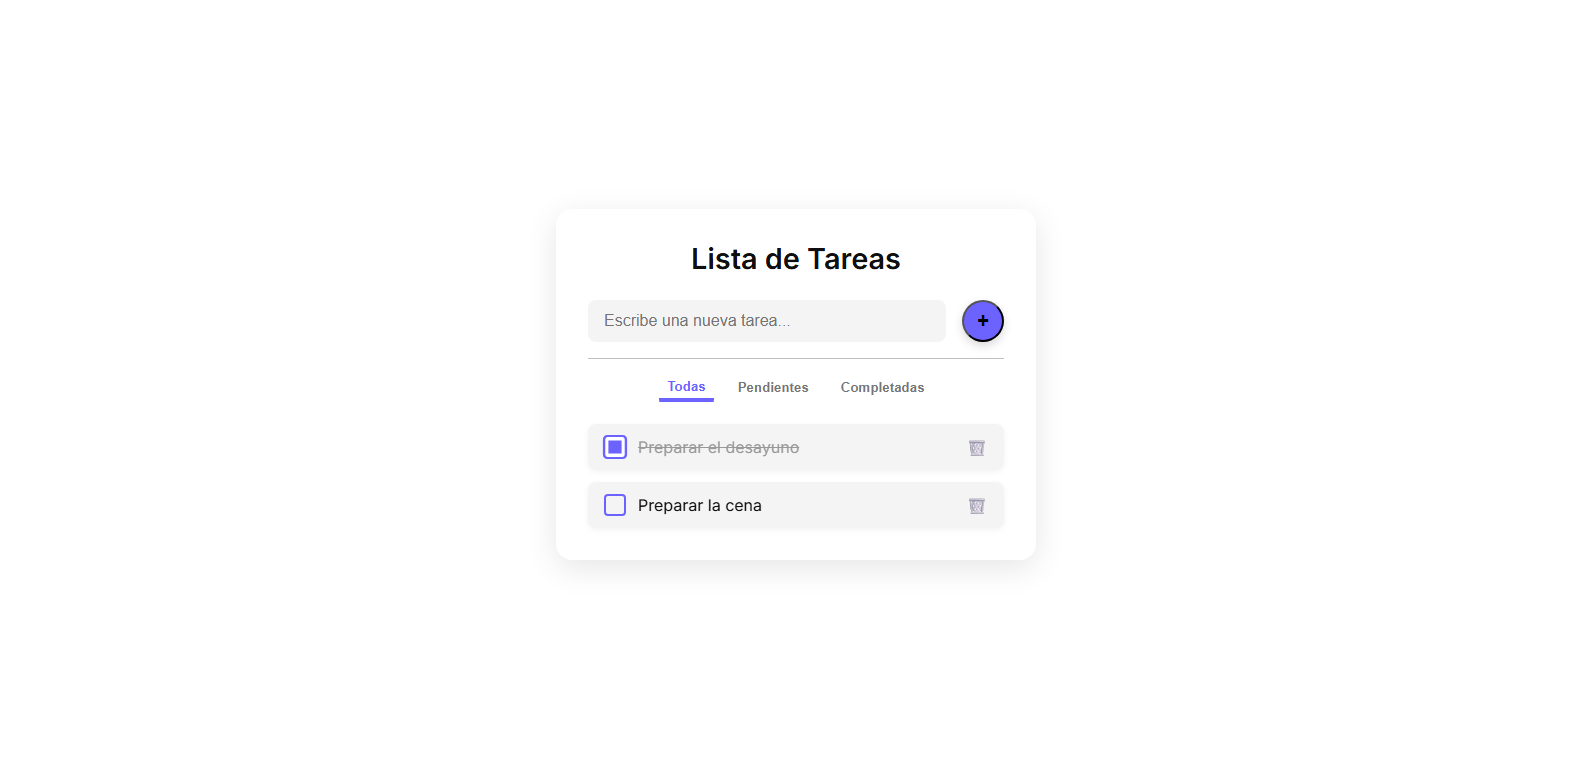 Lista de Tareas
Escribe una nueva tarea...
+
Todas Pendientes Completadas
Preparar el desayuno
Preparar la cena